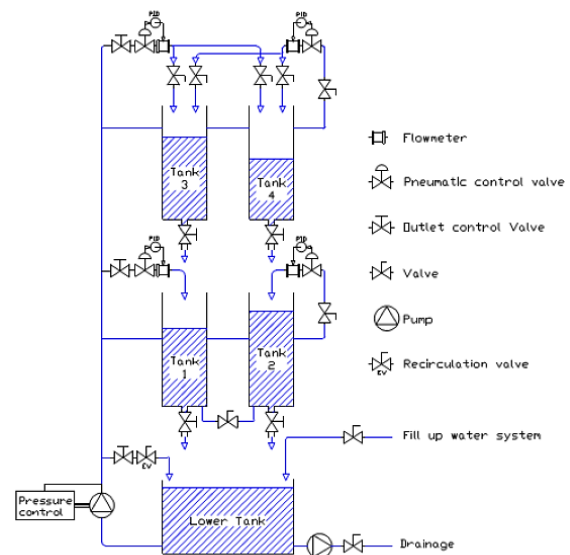 PID
PID
Tank
3
Tank
4
Flowmeter
Pneumatic control valve
Outlet control Valve
Valve
Pump
Recirculation valve
PID
PID
Tank
1
Tank
2
EV
EV
Fill up water system
Pressure
control
Lower Tank
Drainage